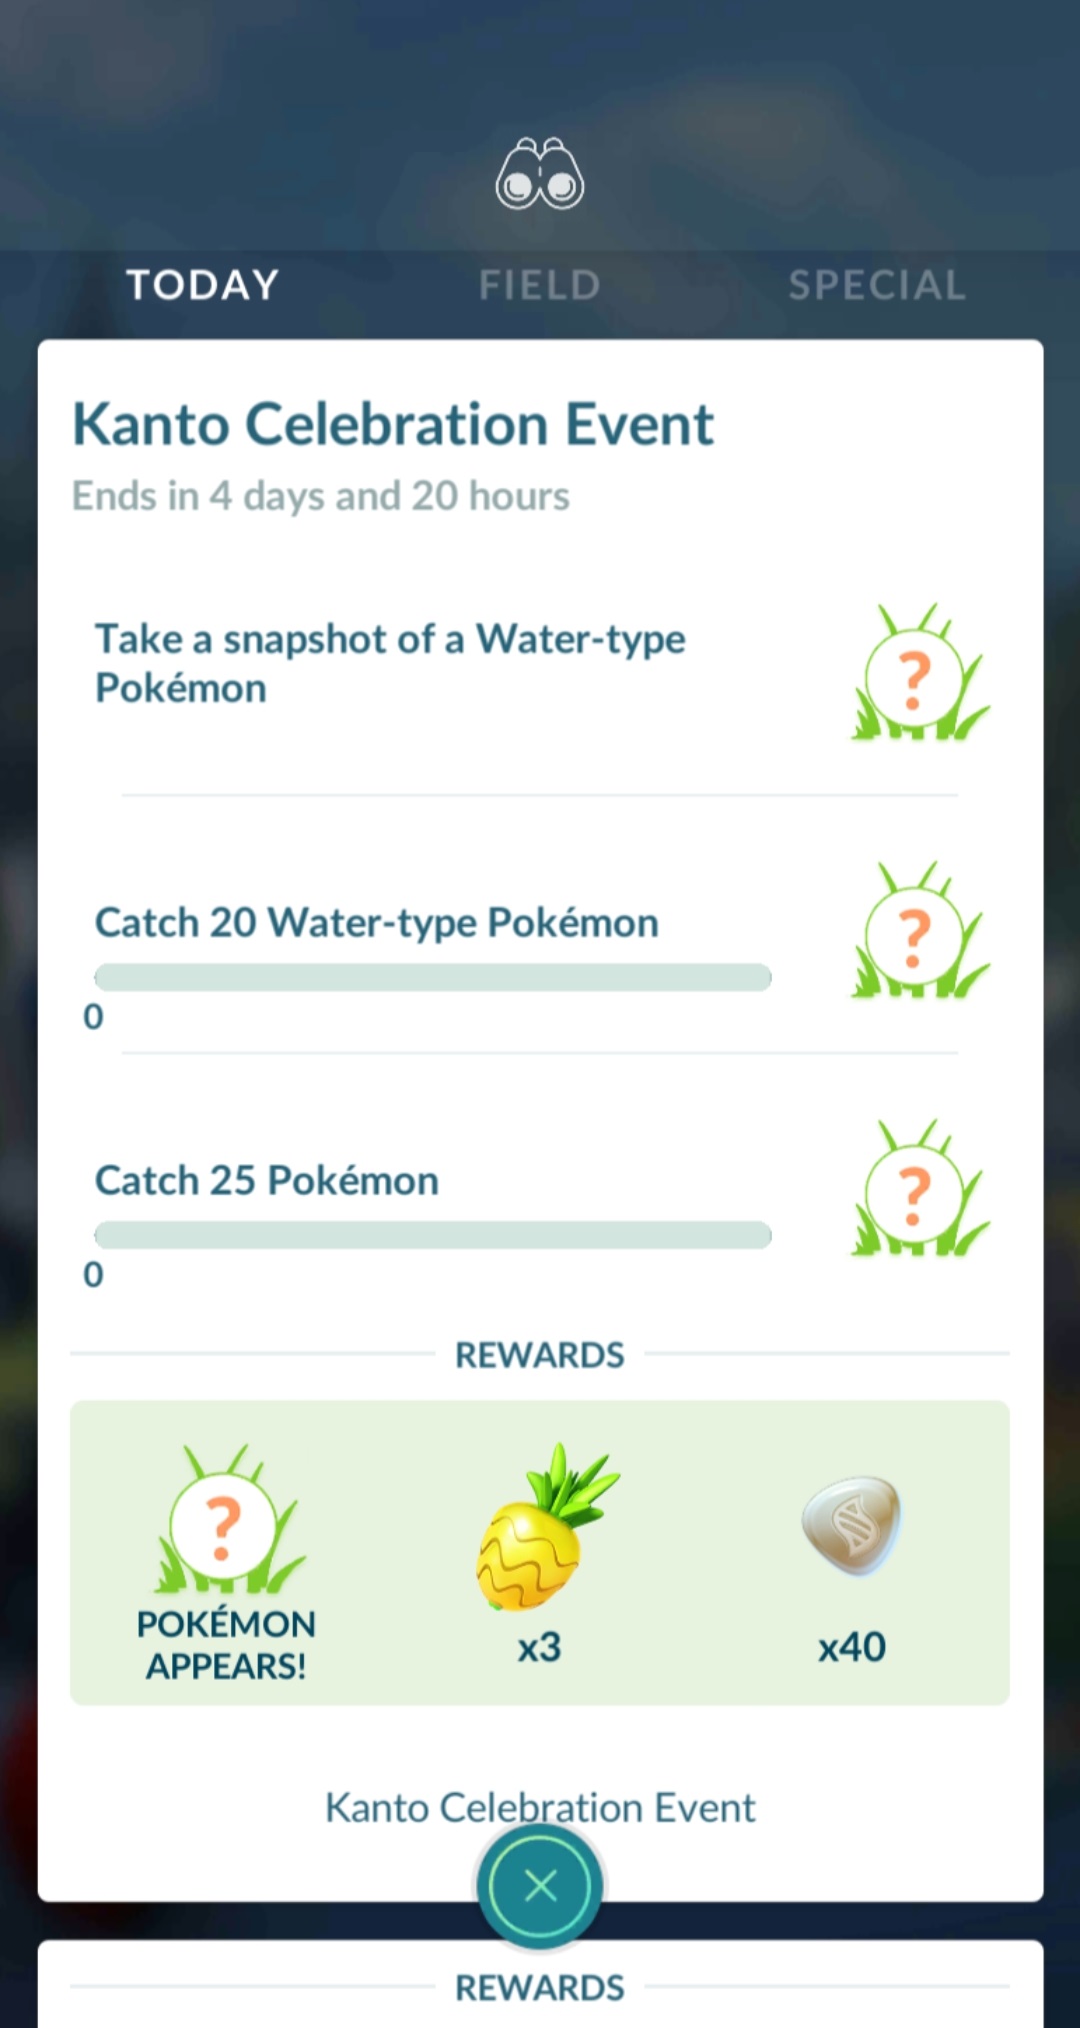 TODAY FIELD SPECIAL
Kanto Celebration Event
Ends in 4 days and 20 hours
Take a snapshot of a Water-type
Pokémon
?
Catch 20 Water-type Pokémon
?
0
Catch 25 Pokémon
?
0
REWARDS
?
POKÉMON
APPEARS!
x3
x40
Kanto Celebration Event
REWARDS